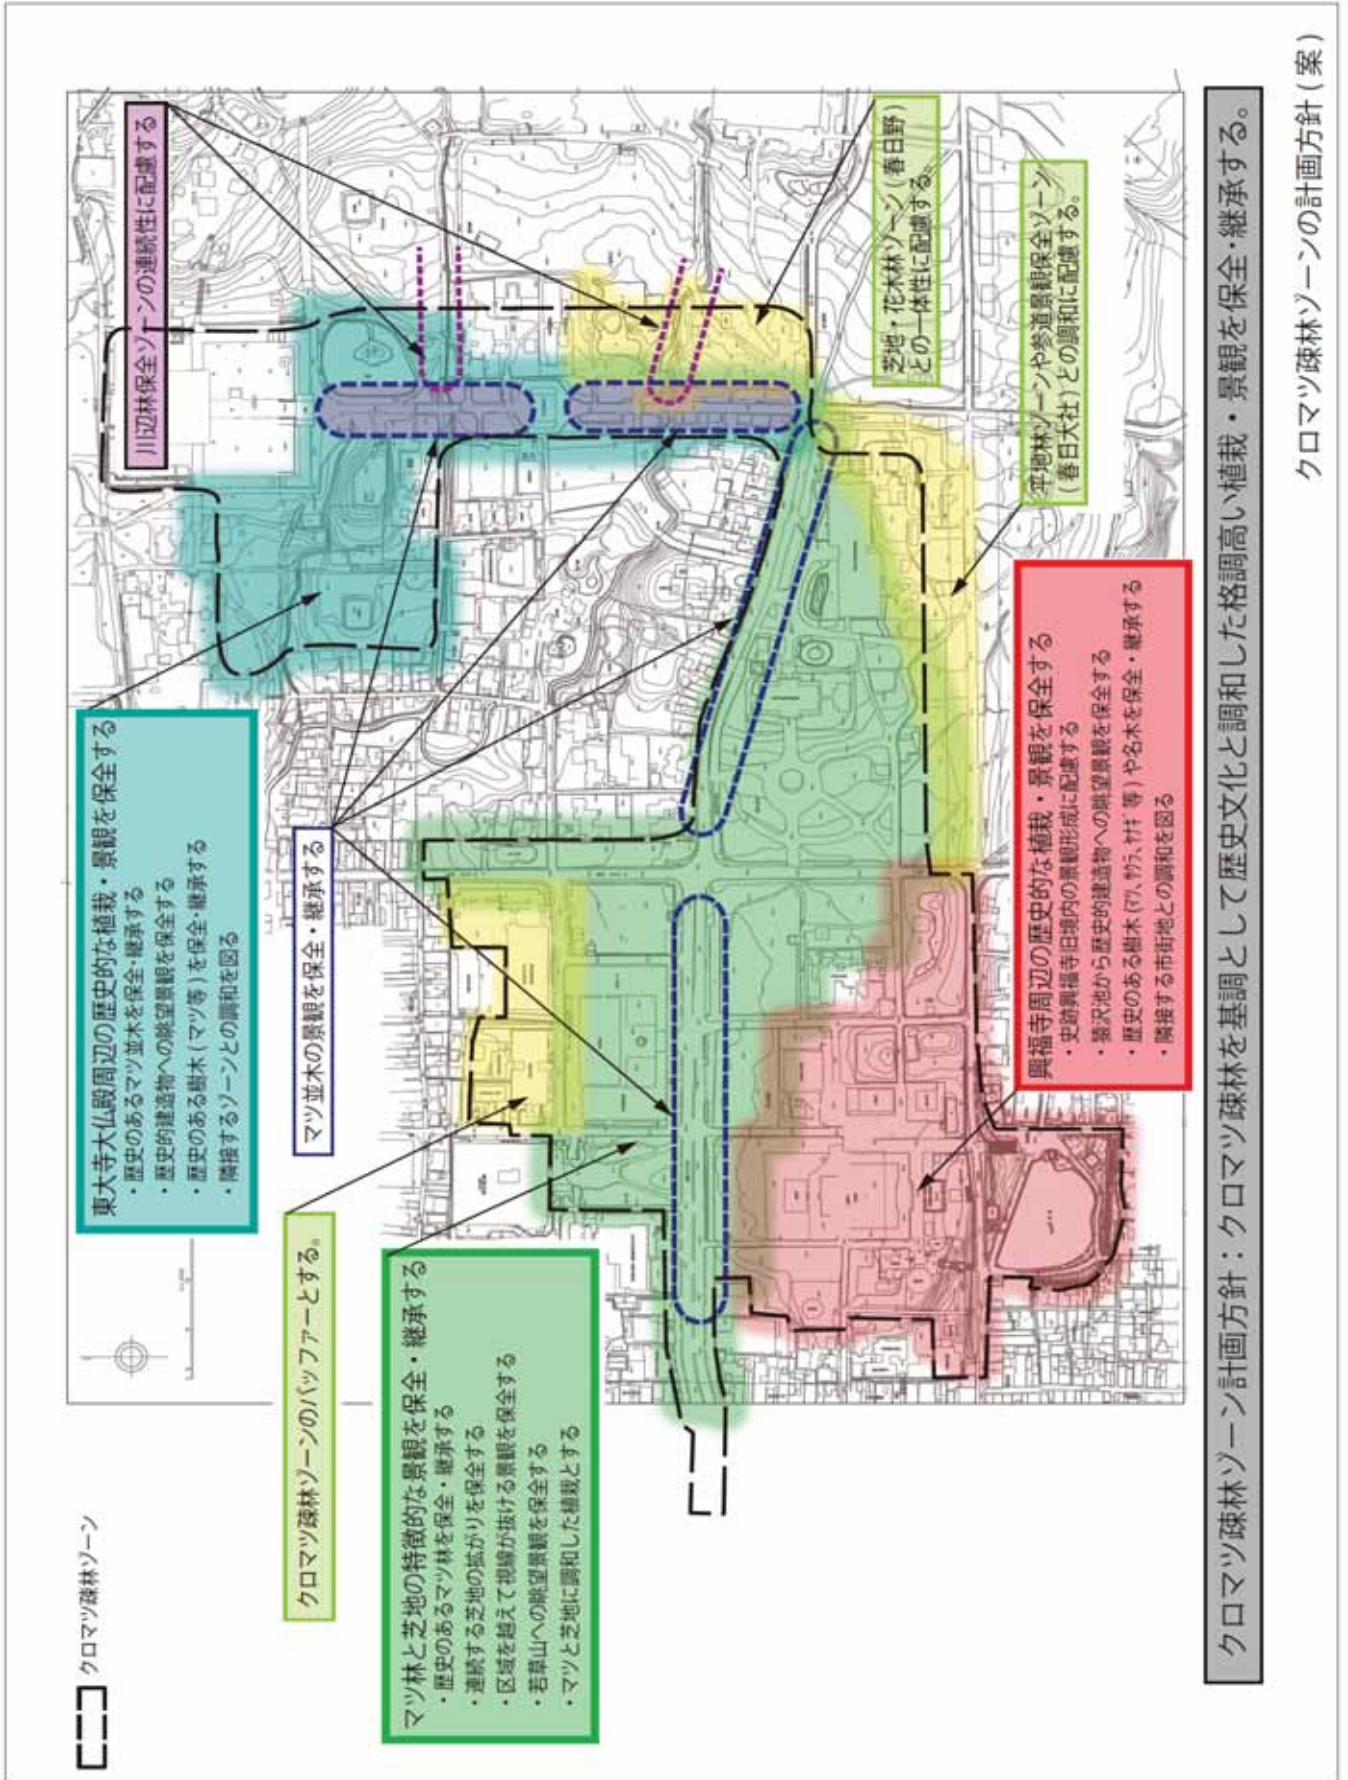 クロマツ疎林ゾーン
東大寺大仏殿周辺の歴史的な植栽・景観を保全する
・歴史のあるマツ並木を保全・継承する
・歴史的建造物への眺望景観を保全する
・歴史のある樹木(マツ等)を保全・継承する
・隣接するゾーンとの調和を図る
川辺林保全ゾーンの連続性に配慮する
マツ並木の景観を保全・継承する
クロマツ疎林ゾーンのバッファーとする。
マツ林と芝地の特徴的な景観を保全・継承する
・歴史のあるマツ林を保全・継承する
・連続する芝地の拡がりを保全する
・区域を越えて視線が抜ける景観を保全する
・若草山への眺望景観を保全する
・マツと芝地に調和した植栽とする
芝地・花木林ゾーン(春日野)
との一体性に配慮する。
平地林ゾーンや参道景観保全ゾーン
(春日大社)との調和に配慮する。
興福寺周辺の歴史的な植栽・景観を保全する
・史跡興福寺旧境内の景観形成に配慮する
・猿沢池から歴史的建造物への眺望景観を保全する
・歴史のある樹木(マツ、サクラ、ヤナギ 等)や名木を保全・継承する
・隣接する市街地との調和を図る
クロマツ疎林ゾーン計画方針:クロマツ疎林を基調として歴史文化と調和した格調高い植栽・景観を保全・継承する。
クロマツ疎林ゾーンの計画方針(案)